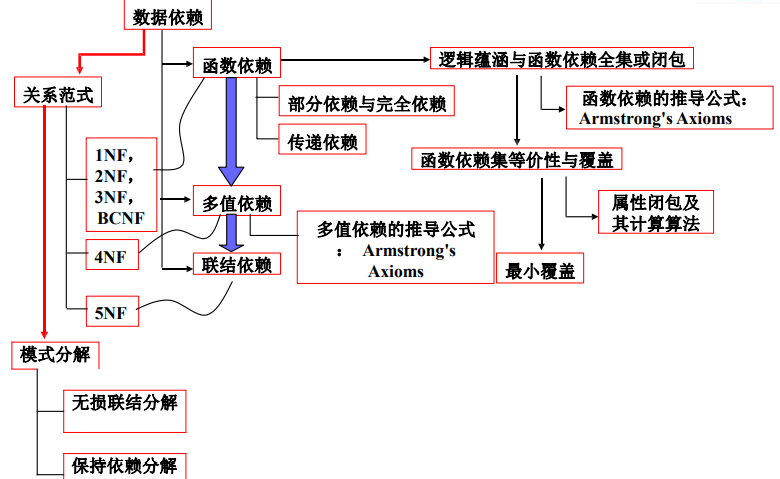 数据依赖
函数依赖
逻辑蕴涵与函数依赖全集或闭包
关系范式
部分依赖与完全依赖
函数依赖的推导公式：
Armstrong's Axioms
传递依赖
1NF，
2NF，
3NF，
BCNF
函数依赖集等价性与覆盖
多值依赖
属性闭包及
其计算算法
多值依赖的推导公式
： Armstrong's
Axioms
4NF
联结依赖
最小覆盖
5NF
模式分解
无损联结分解
保持依赖分解